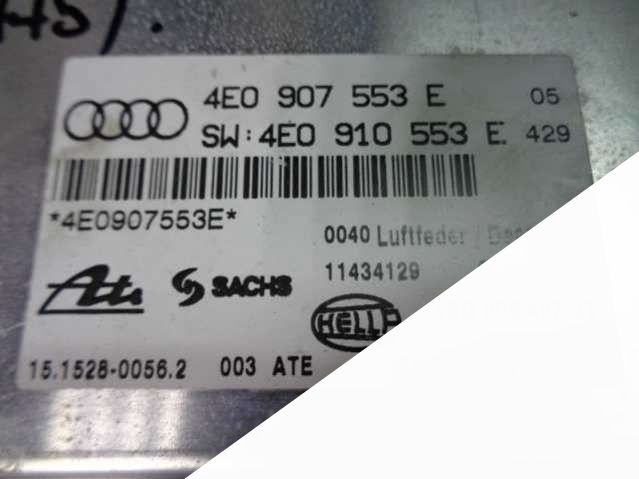 4E0 907 553 E 05
SW:4E0 910 553 E 429
*4E0907553E*
0040 Luftfeder /
11434129
Ate SACHS
HELLA
15.1528-0056.2 003 ATE